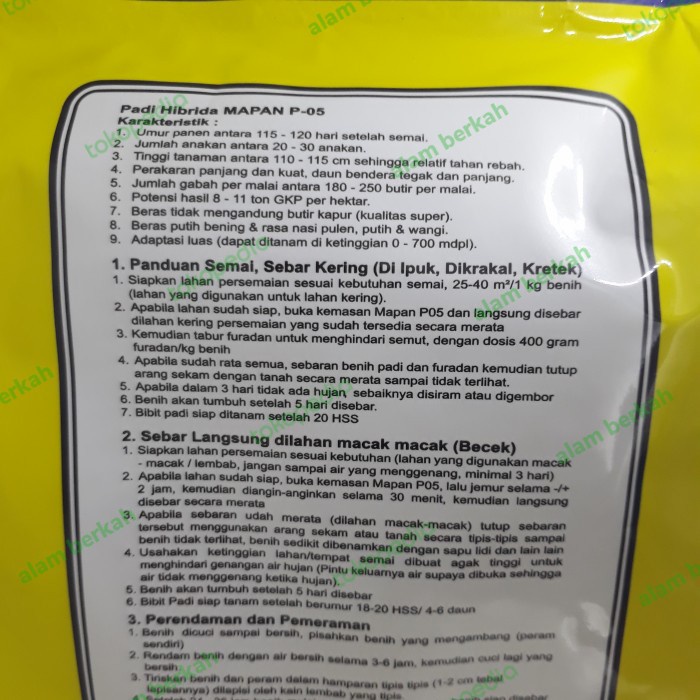 Padi Hibrida MAPAN P-05
Karakteristik :
1. Umur panen antara 115 - 120 hari setelah semai.
2. Jumlah anakan antara 20 - 30 anakan.
3. Tinggi tanaman antara 110 - 115 cm sehingga relatif tahan rebah.
4. Perakaran panjang dan kuat, daun bendera tegak dan panjang.
5. Jumlah gabah per malai antara 180 - 250 butir per malai.
6. Potensi hasil 8 - 11 ton GKP per hektar.
7. Beras tidak mengandung butir kapur (kualitas super).
8. Beras putih bening & rasa nasi pulen, putih & wangi.
9. Adaptasi luas (dapat ditanam di ketinggian 0 - 700 mdpl).
1. Panduan Semai, Sebar Kering (Di Ipuk, Dikrakal, Kretek)
1. Siapkan lahan persemaian sesuai kebutuhan semai, 25-40 m²/1 kg benih
(lahan yang digunakan untuk lahan kering).
2. Apabila lahan sudah siap, buka kemasan Mapan P05 dan langsung disebar
dilahan kering persemaian yang sudah tersedia secara merata
3. Kemudian tabur furadan untuk menghindari semut, dengan dosis 400 gram
furadan/kg benih
4. Apabila sudah rata semua, sebaran benih padi dan furadan kemudian tutup
arang sekam dengan tanah secara merata sampai tidak terlihat.
5. Apabila dalam 3 hari tidak ada hujan sebaiknya disiram atau digembor
6. Benih akan tumbuh setelah 5 hari disebar.
7. Bibit padi siap ditanam setelah 20 HSS
2. Sebar Langsung dilahan macak macak (Becek)
1. Siapkan lahan persemaian sesuai kebutuhan (lahan yang digunakan macak
- macak / lembab, jangan sampai air yang menggenang, minimal 3 hari)
2. Apabila lahan sudah siap, buka kemasan Mapan P05, lalu jemur selama -/+
2 jam, kemudian diangin-anginkan selama 30 menit, kemudian langsung
disebar secara merata
3. Apabila sebaran udah merata (dilahan macak-macak) tutup sebaran
tersebut menggunakan arang sekam atau tanah secara tipis-tipis sampai
benih tidak terlihat, benih sedikit dibenamkan dengan sapu lidi dan lain lain
4. Usahakan ketinggian lahan/tempat semai dibuat agak tinggi untuk
menghindari genangan air hujan (Pintu keluarnya air supaya dibuka sehingga
air tidak menggenang ketika hujan).
5. Benih akan tumbuh setelah 5 hari disebar
6. Bibit Padi siap tanam setelah berumur 18-20 HSS/ 4-6 daun
3. Perendaman dan Pemeraman
1. Benih dicuci sampai bersih, pisahkan benih yang mengambang (peram
sendiri)
2. Rendam benih dengan air bersih selama 3-6 jam, kemudian cuci lagi yang
bersih.
3. Tiriskan benih dan peram dalam hamparan tipis tipis (1-2 cm tebal
lapisannya) dilapisi oleh kain lembab yang tipis.
tokopedia
alam berkah